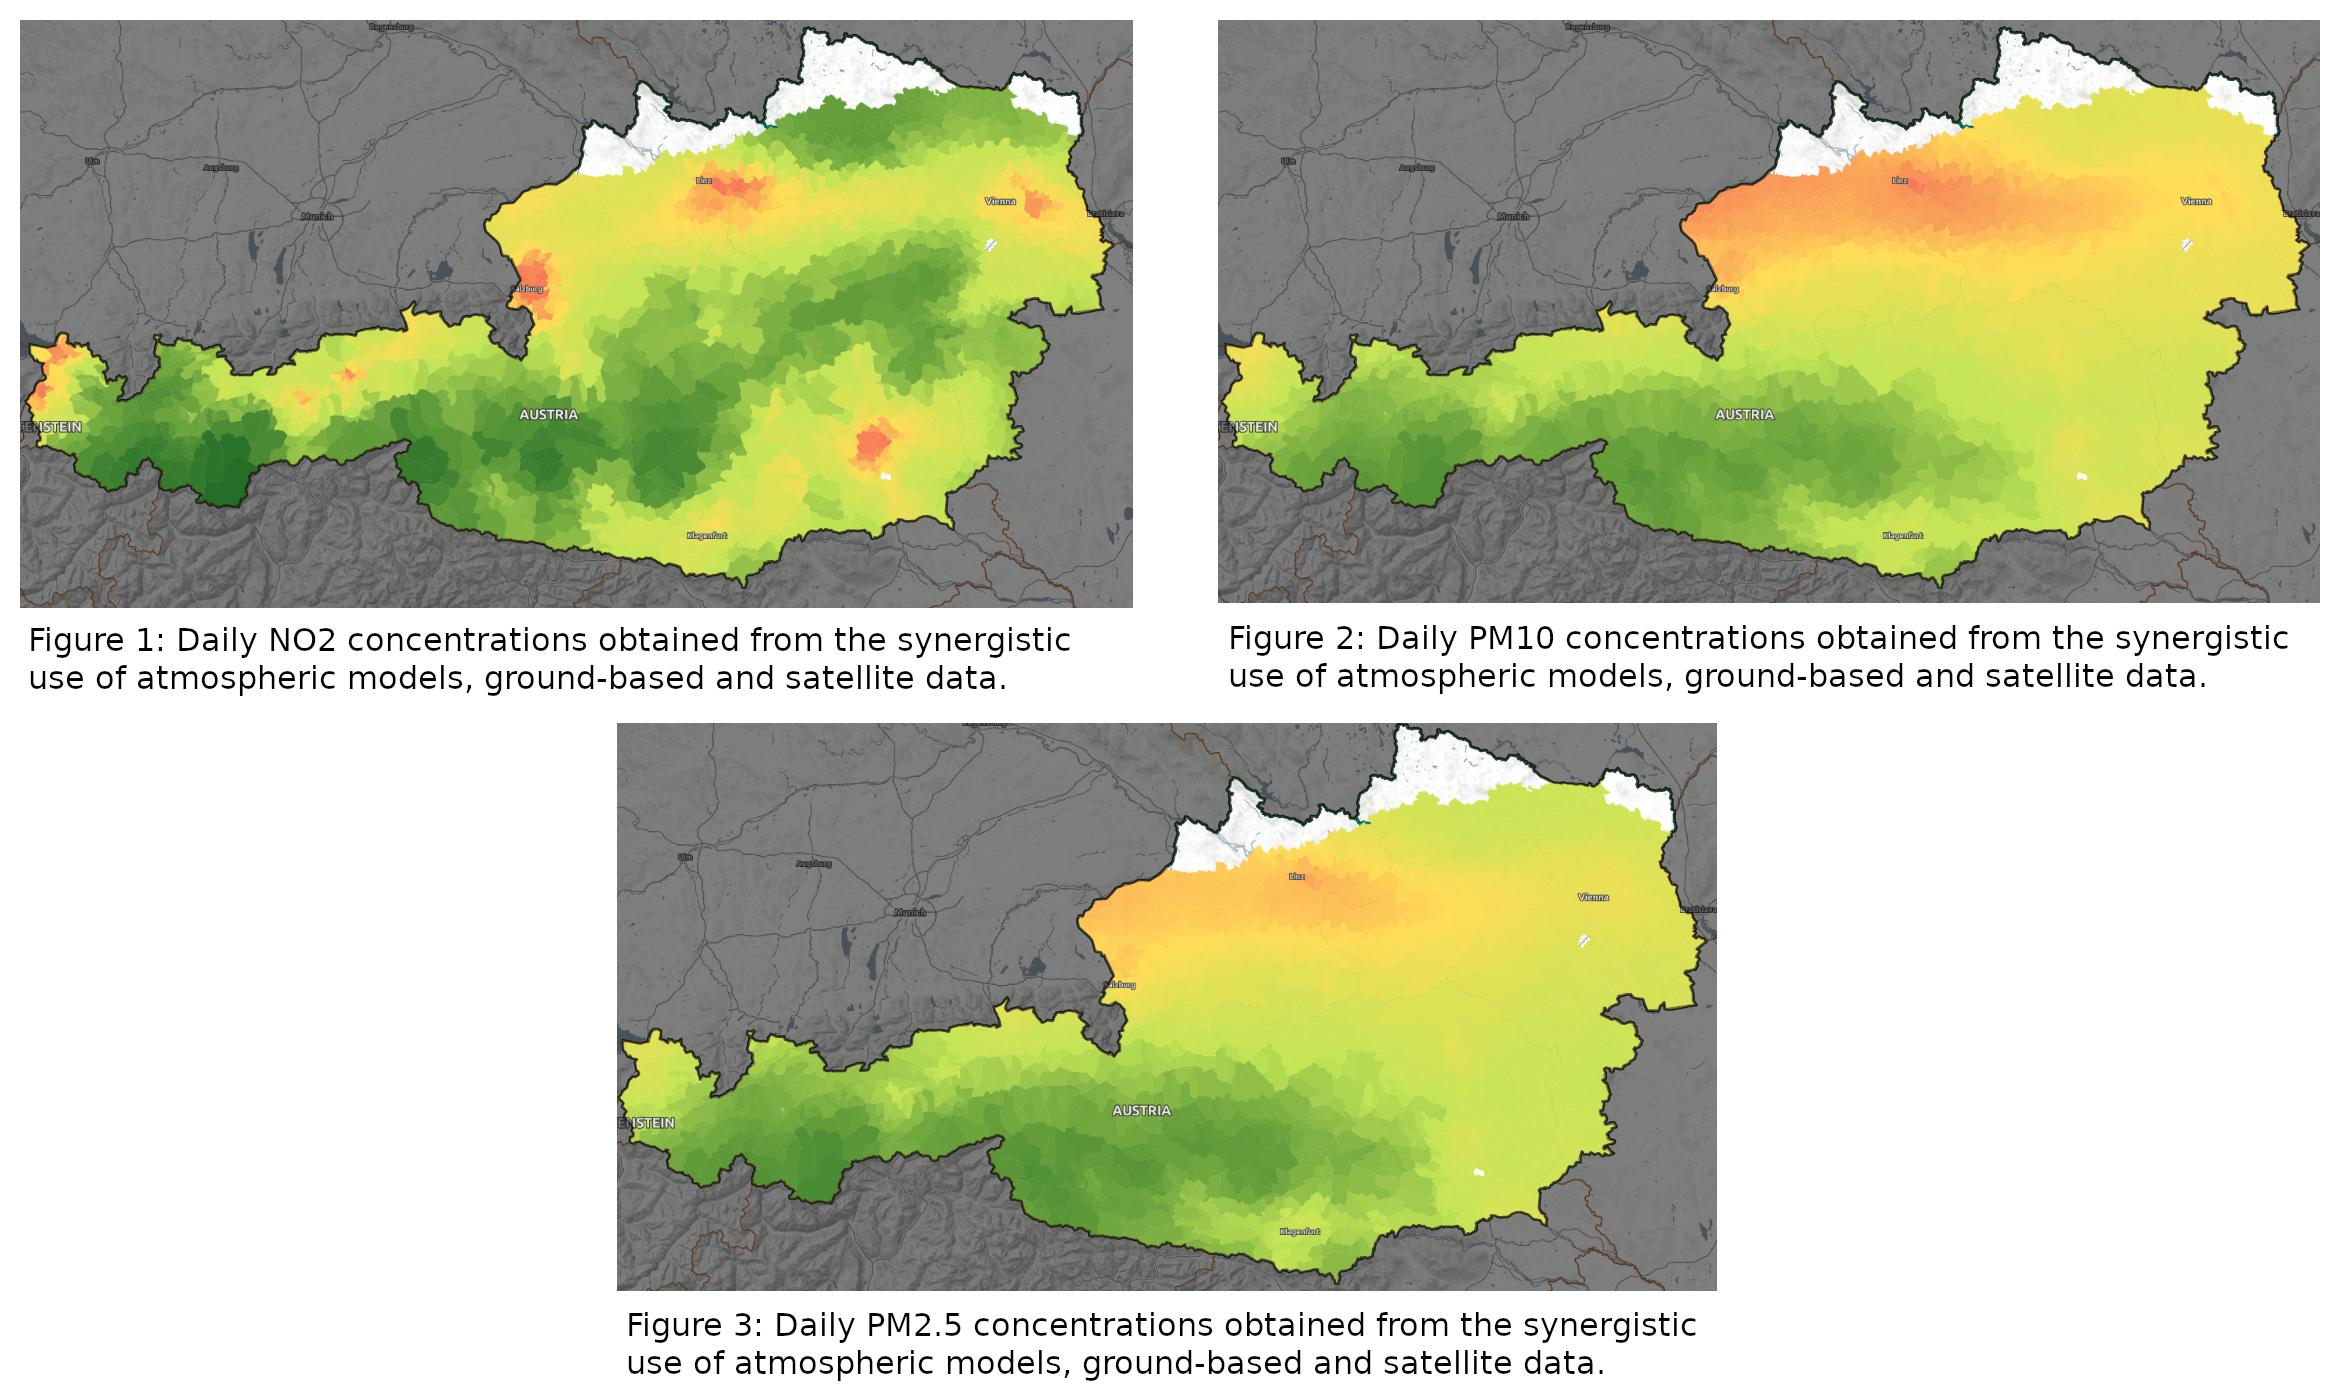 Regensburg
Ulm
Augsburg
Munich
Linz
Vienna
Bratislava
Salzburg
AUSTRIA
TENSTEIN
Klagenfurt
Figure 1: Daily NO2 concentrations obtained from the synergistic
use of atmospheric models, ground-based and satellite data.
Regensburg
Ulm
Augsburg
Munich
Linz
Vienna
Bratislava
Salzburg
AUSTRIA
ENSTEIN
Klagenfurt
Figure 2: Daily PM10 concentrations obtained from the synergistic
use of atmospheric models, ground-based and satellite data.
Ulm
Augsburg
Munich
Linz
Vienna
Bratislava
Salzburg
AUSTRIA
ENSTEIN
Klagenfurt
Figure 3: Daily PM2.5 concentrations obtained from the synergistic
use of atmospheric models, ground-based and satellite data.